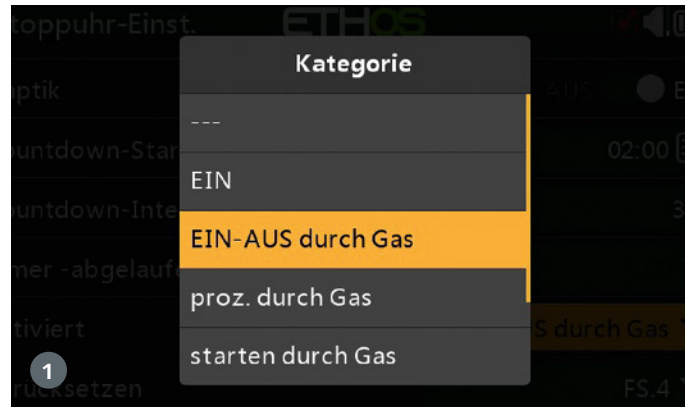 toppuhr-Einst.
ETHOS
Kategorie
ptik
AUS
E
---
ountdown-Star
02:00
EIN
ountdown-Inte
3
EIN-AUS durch Gas
mer -abgelaufe
proz. durch Gas
tiviert
S durch Gas
starten durch Gas
1
rücksetzen
FS.4